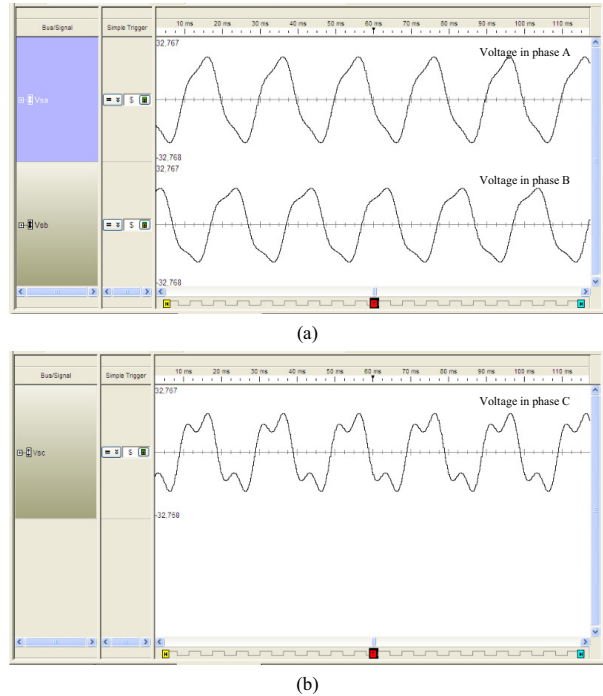 Bus/Signal Simple Trigger 10 ms 20 ms 30 ms 40 ms 50 ms 60 ms 70 ms 80 ms 90 ms 100 ms 110 ms
32,767
Voltage in phase A
Vsa = $
-32,768
32,767
Voltage in phase B
Vsb = $
-32,768
(a)
Bus/Signal Simple Trigger 10 ms 20 ms 30 ms 40 ms 50 ms 60 ms 70 ms 80 ms 90 ms 100 ms 110 ms
32,767
Voltage in phase C
Vsc = $
-32,768
(b)